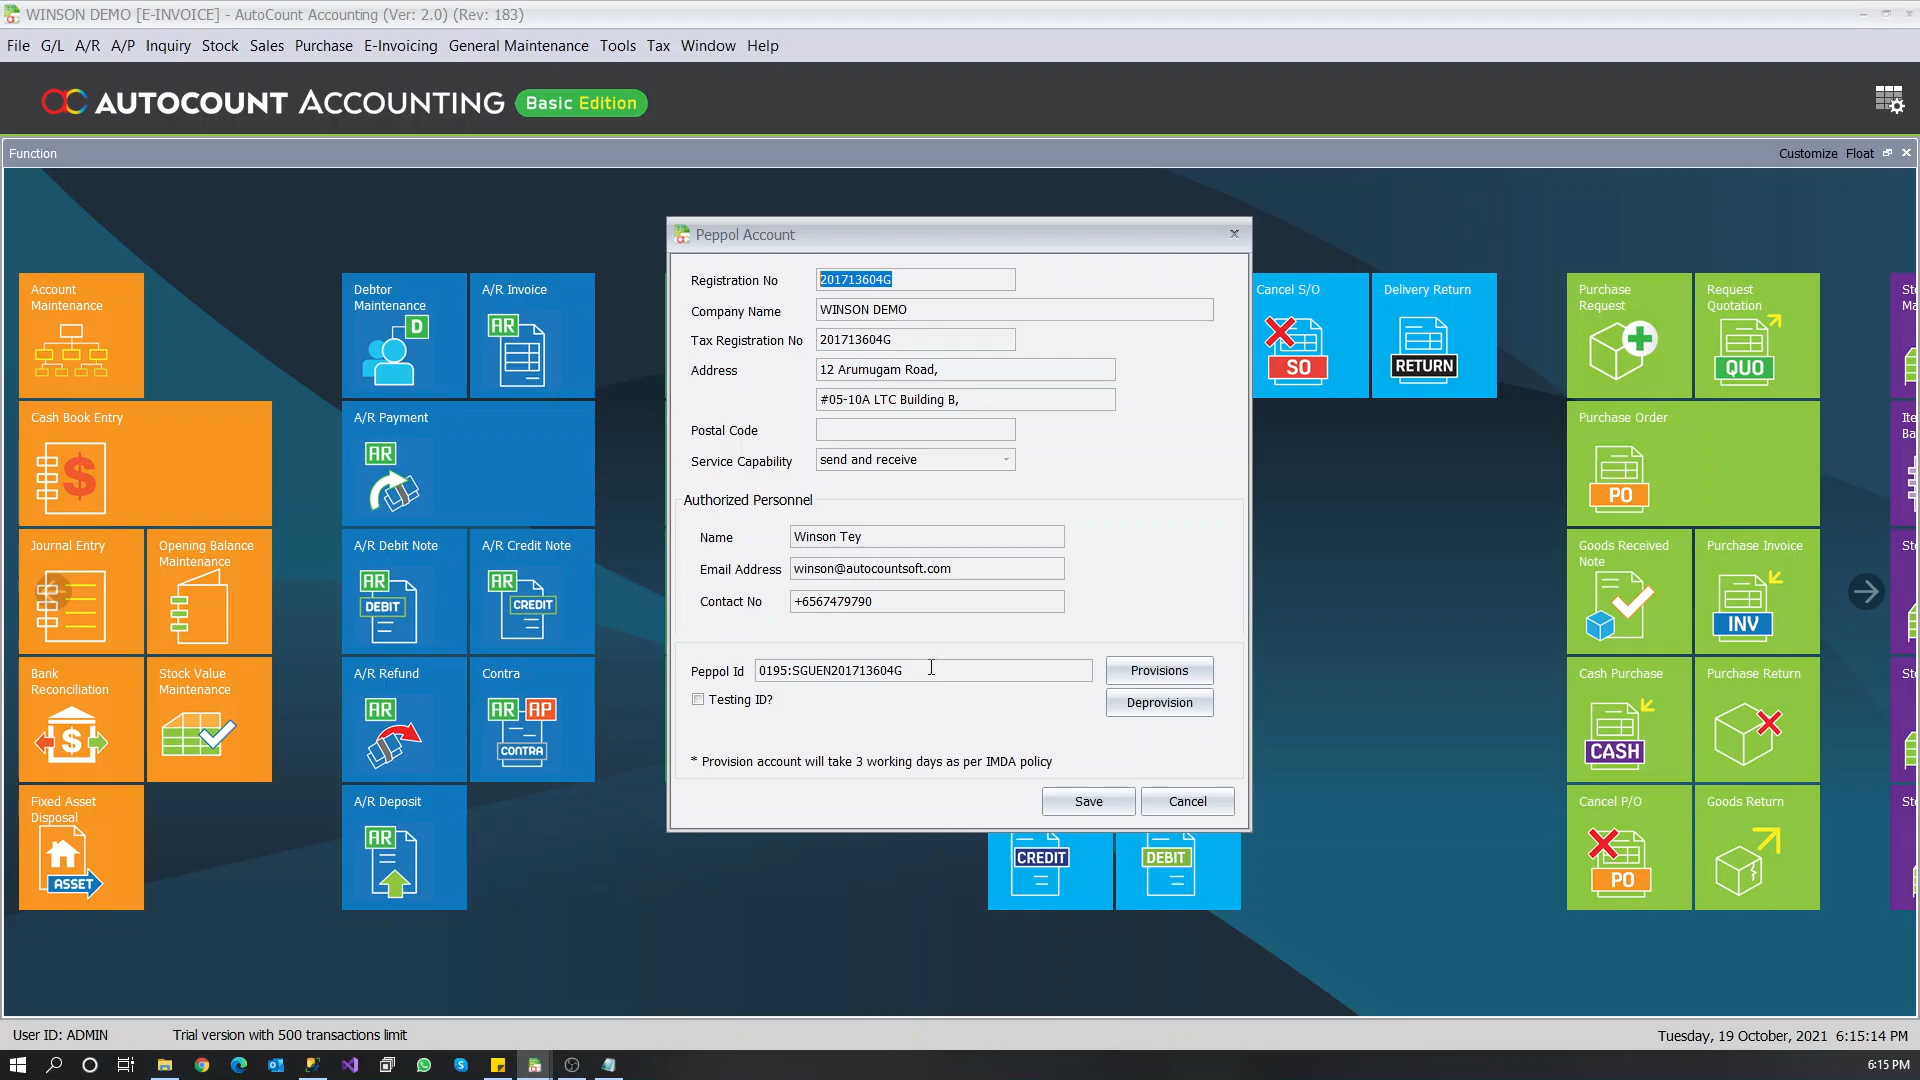 WINSON DEMO [E-INVOICE] - AutoCount Accounting (Ver: 2.0) (Rev: 183)
File G/L A/R A/P Inquiry Stock Sales Purchase E-Invoicing General Maintenance Tools Tax Window Help
AUTOCOUNT ACCOUNTING Basic Edition
Function
Customize Float
Account
Maintenance
Cash Book Entry
Journal Entry
Opening Balance
Maintenance
Bank
Reconciliation
Stock Value
Maintenance
Fixed Asset
Disposal
ASSET
Debtor
Maintenance
D
A/R Invoice
AR
A/R Payment
AR
A/R Debit Note
AR
DEBIT
A/R Credit Note
AR
CREDIT
A/R Refund
AR
Contra
AR AP
CONTRA
A/R Deposit
AR
Peppol Account
Registration No 201713604G
Company Name WINSON DEMO
Tax Registration No 201713604G
Address 12 Arumugam Road,
#05-10A LTC Building B,
Postal Code
Service Capability send and receive
Authorized Personnel
Name Winson Tey
Email Address winson@autocountsoft.com
Contact No +6567479790
Peppol Id 0195:SGUEN201713604G Provisions
Testing ID? Deprovision
* Provision account will take 3 working days as per IMDA policy
Save Cancel
CREDIT
DEBIT
Cancel S/O
SO
Delivery Return
RETURN
Purchase
Request
Request
Quotation
QUO
Purchase Order
PO
Goods Received
Note
Purchase Invoice
INV
Cash Purchase
CASH
Purchase Return
Cancel P/O
PO
Goods Return
User ID: ADMIN Trial version with 500 transactions limit Tuesday, 19 October, 2021 6:15:14 PM
6:15 PM